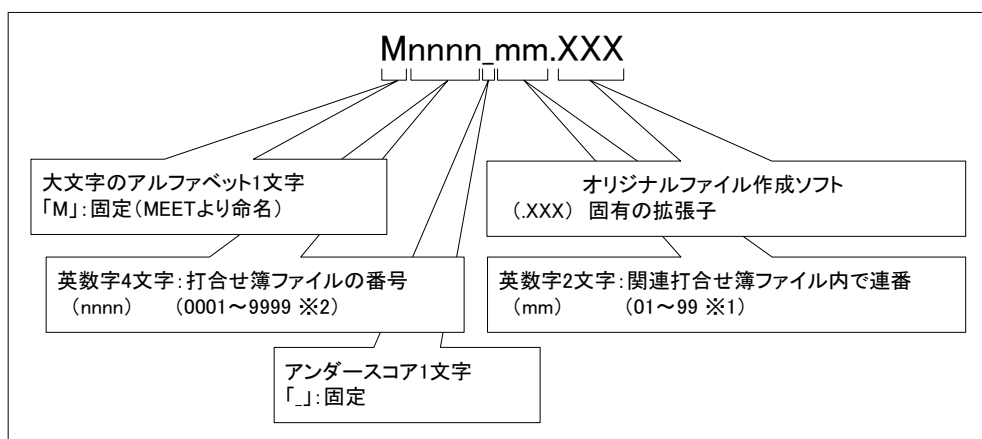 Mnnnn_mm.XXX
大文字のアルファベット1文字
「M」:固定(MEETより命名)
オリジナルファイル作成ソフト
(.XXX) 固有の拡張子
英数字4文字:打合せ簿ファイルの番号
(nnnn) (0001～9999 ※2)
英数字2文字:関連打合せ簿ファイル内で連番
(mm) (01～99 ※1)
アンダースコア1文字
「_」:固定